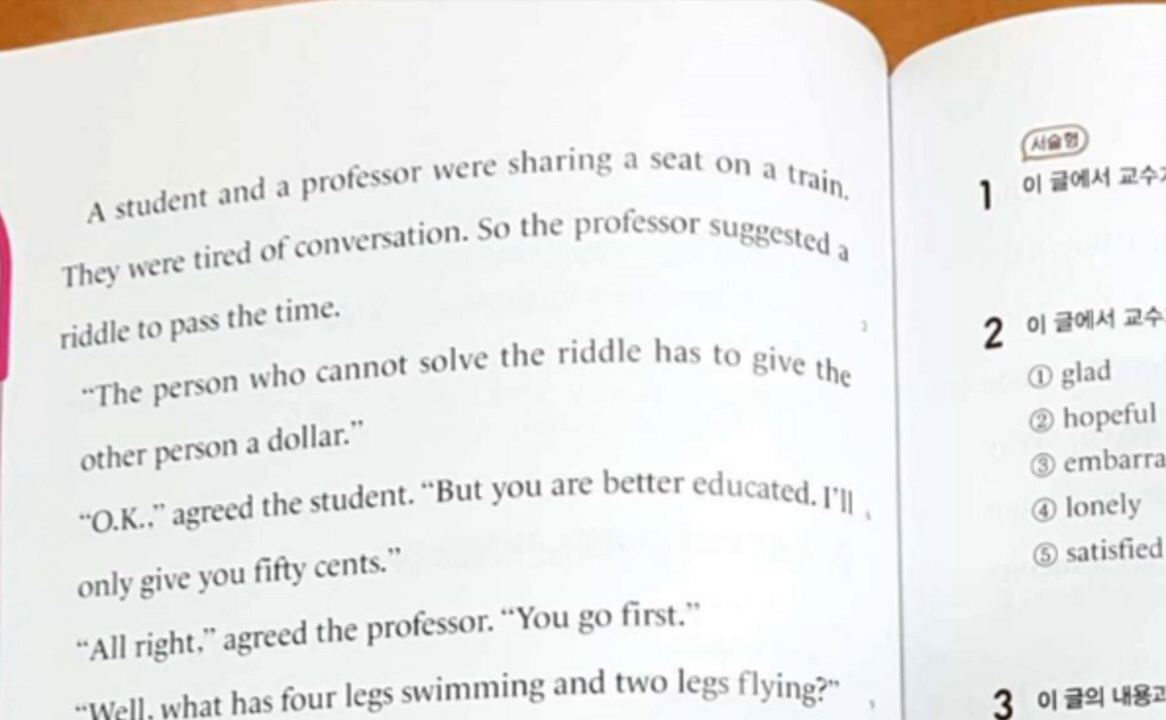 A student and a professor were sharing a seat on a train.
They were tired of conversation. So the professor suggested a
riddle to pass the time.
“The person who cannot solve the riddle has to give the
other person a dollar.”
“O.K.,” agreed the student. “But you are better educated. I’ll
only give you fifty cents.”
“All right,” agreed the professor. “You go first.”
“Well, what has four legs swimming and two legs flying?”
서술형
1 이 글에서 교수
2 이 글에서 교수
① glad
② hopeful
③ embarra
④ lonely
⑤ satisfied
3 이 글의 내용과